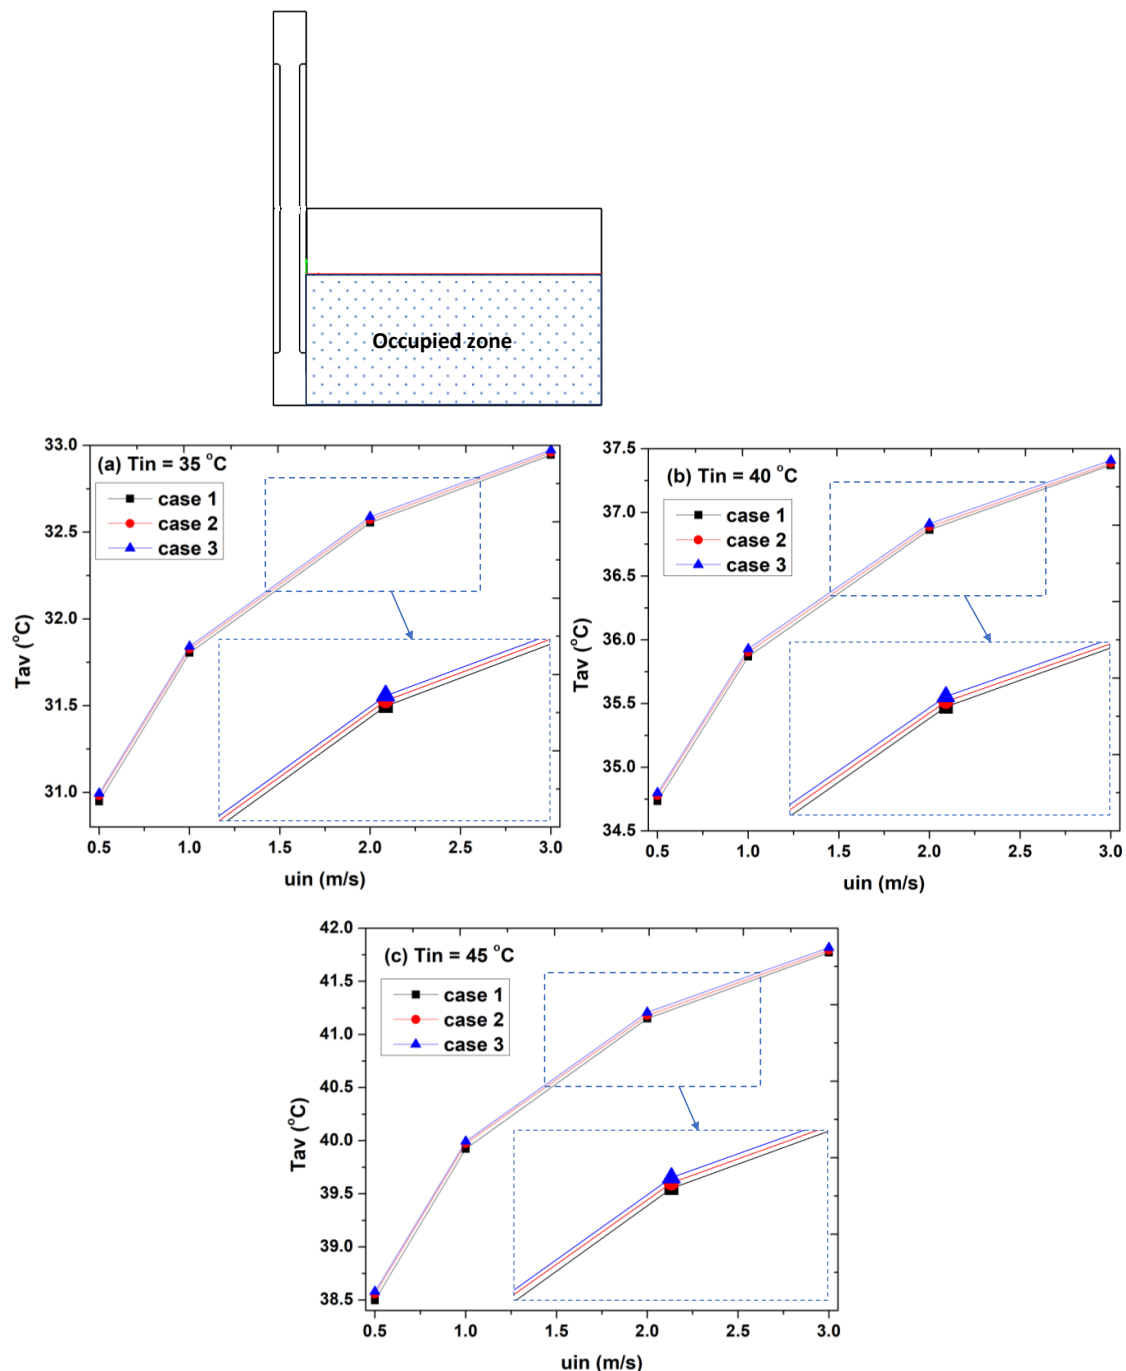 Occupied zone
(a) Tin = 35 °C
case 1
case 2
case 3
33.0
32.5
32.0
31.5
31.0
Tav (°C)
0.5 1.0 1.5 2.0 2.5 3.0
uin (m/s)
(b) Tin = 40 °C
case 1
case 2
case 3
37.5
37.0
36.5
36.0
35.5
35.0
34.5
Tav (°C)
0.5 1.0 1.5 2.0 2.5 3.0
uin (m/s)
(c) Tin = 45 °C
case 1
case 2
case 3
42.0
41.5
41.0
40.5
40.0
39.5
39.0
38.5
Tav (°C)
0.5 1.0 1.5 2.0 2.5 3.0
uin (m/s)